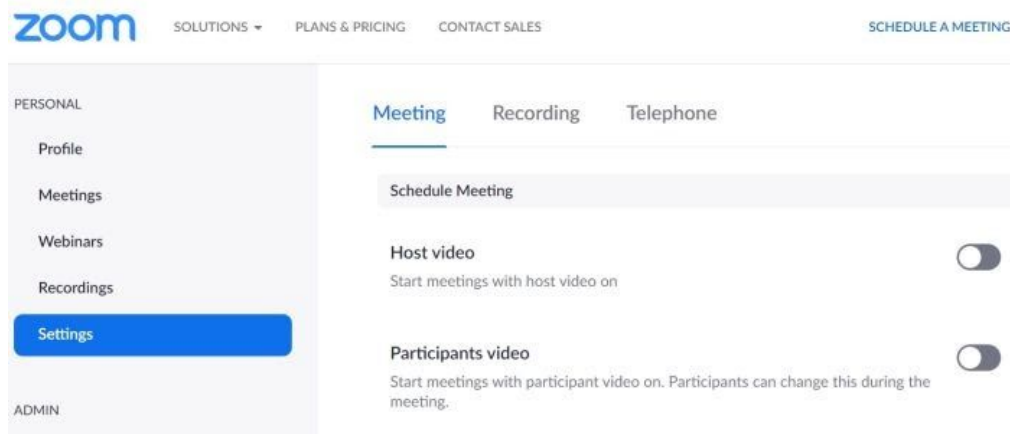 zoom SOLUTIONS PLANS & PRICING CONTACT SALES SCHEDULE A MEETING
PERSONAL
Profile
Meetings
Webinars
Recordings
Settings
ADMIN
Meeting Recording Telephone
Schedule Meeting
Host video
Start meetings with host video on
Participants video
Start meetings with participant video on. Participants can change this during the
meeting.